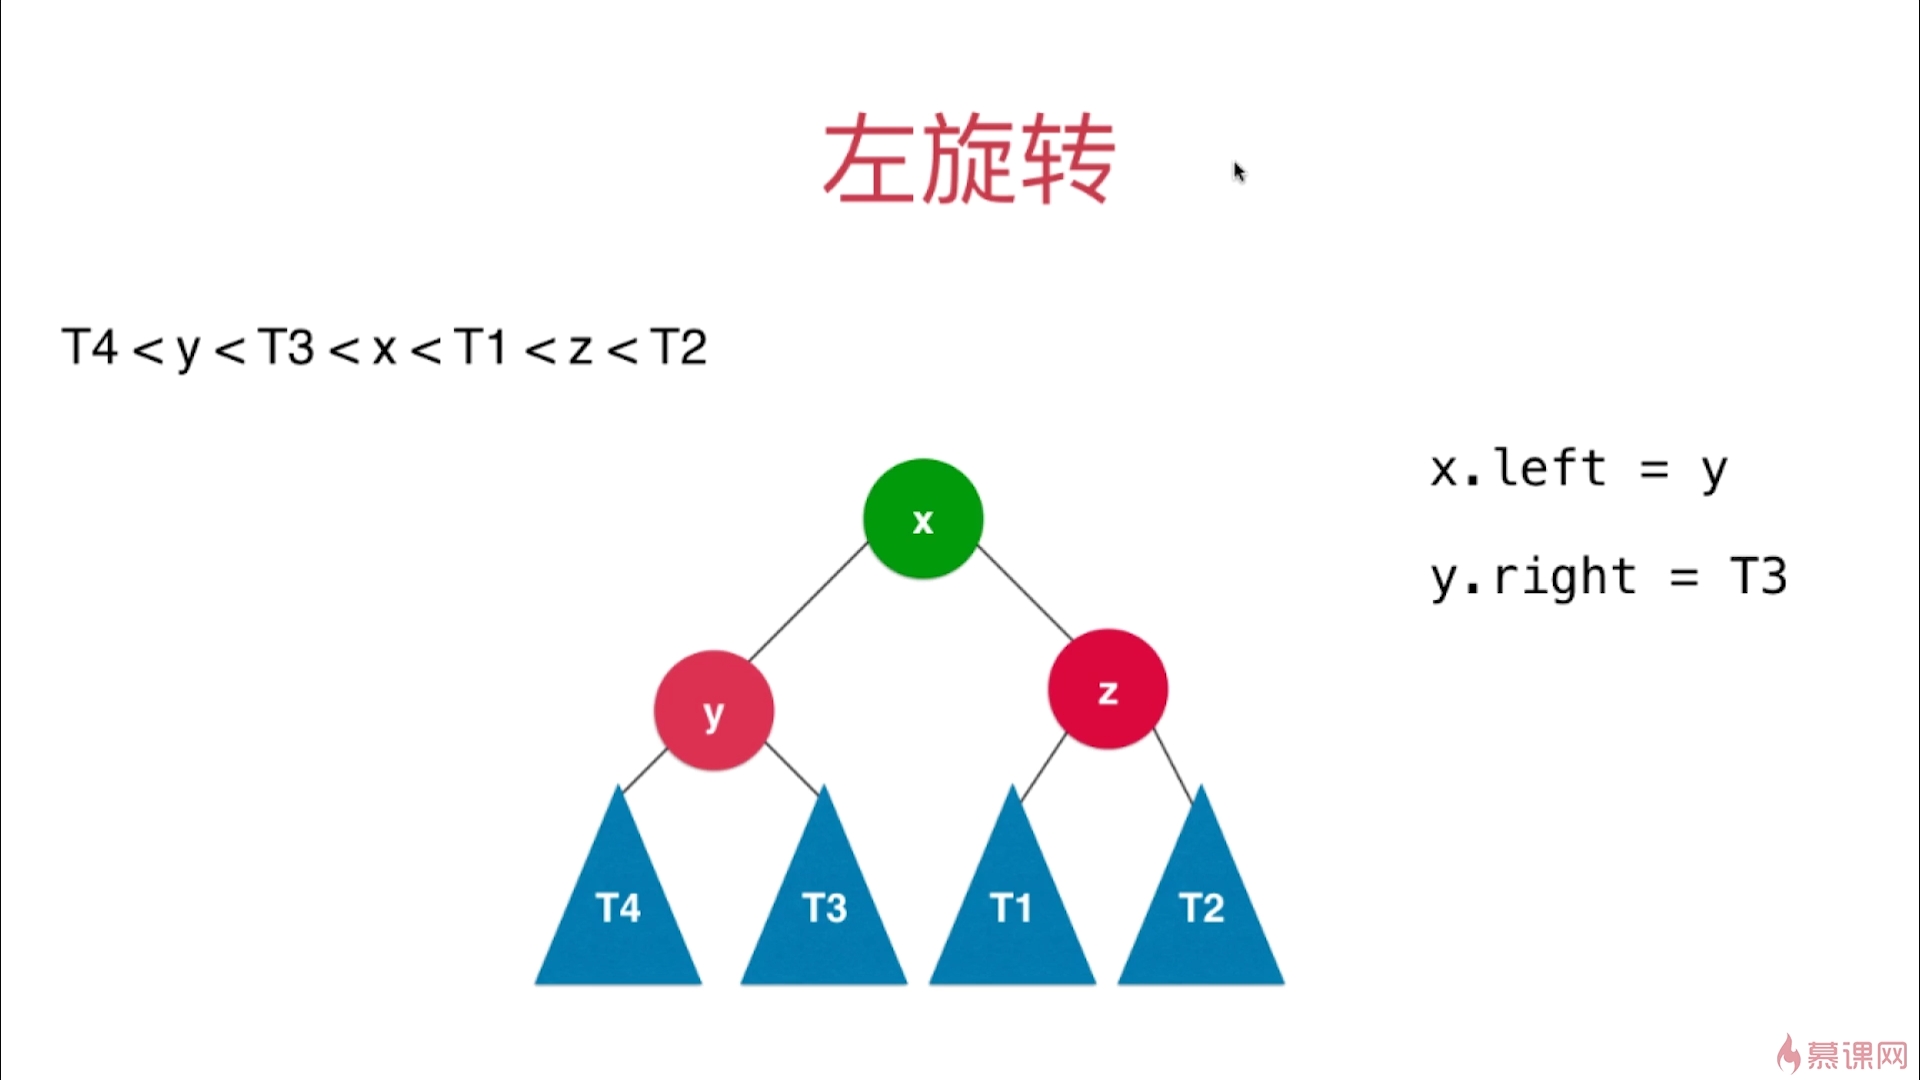 左旋转
T4 < y < T3 < x < T1 < z < T2
x.left = y
y.right = T3
x
y
z
T4
T3
T1
T2
慕课网